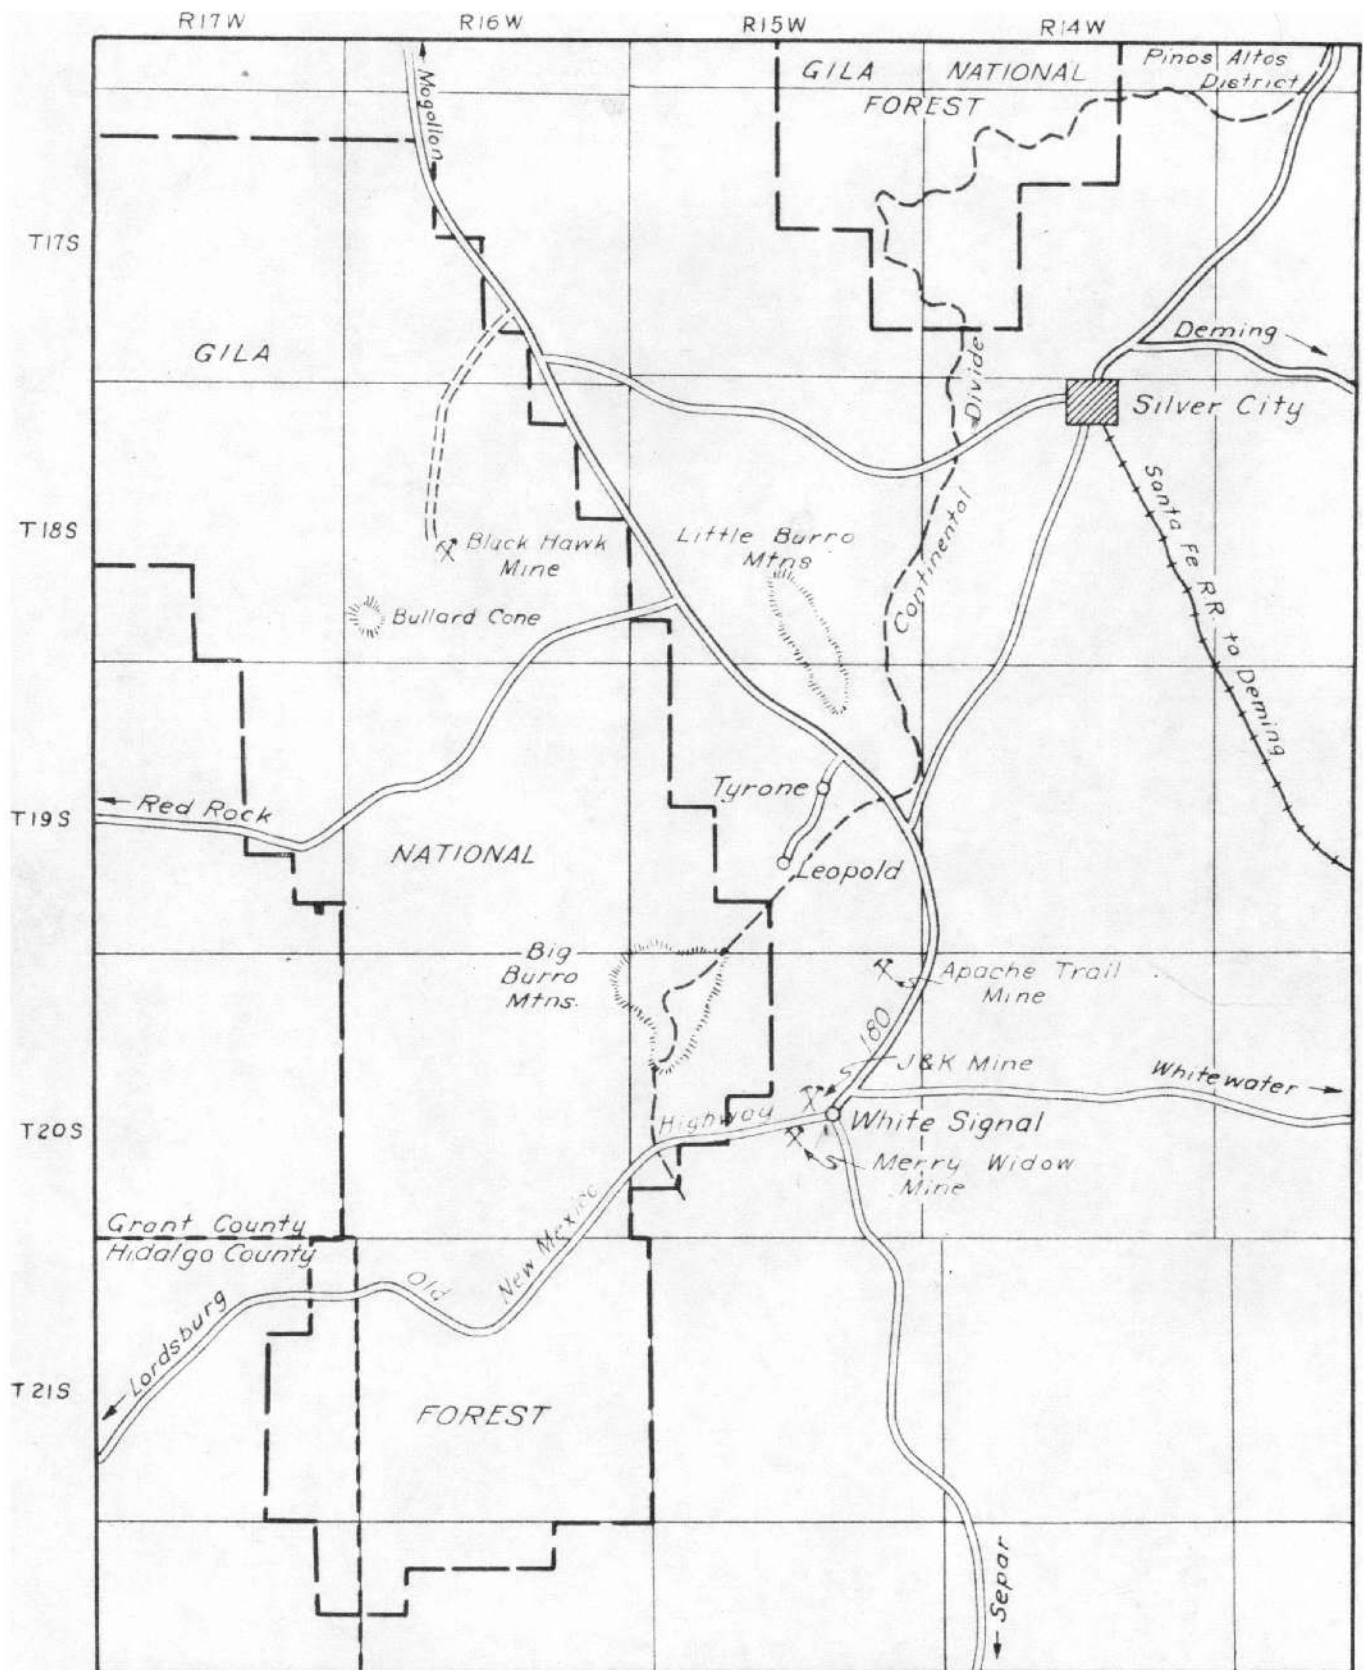 R17W R16W R15W R14W
Mogollon
GILA NATIONAL
FOREST
Pinos Altos
District
T17S
GILA
Deming
Divide
Silver City
Santa Fe R.R. to Deming
T18S
Black Hawk
Mine
Little Burro
Mtns
Continental
Bullard Cone
Red Rock
Tyrone
T19S
NATIONAL
Leopold
Big
Burro
Mtns.
Apache Trail
Mine
180
J&K Mine
Whitewater
T20S
Highway
White Signal
Merry Widow
Mine
Grant County
Hidalgo County
New Mexico
Old
Lordsburg
T21S
FOREST
Separ